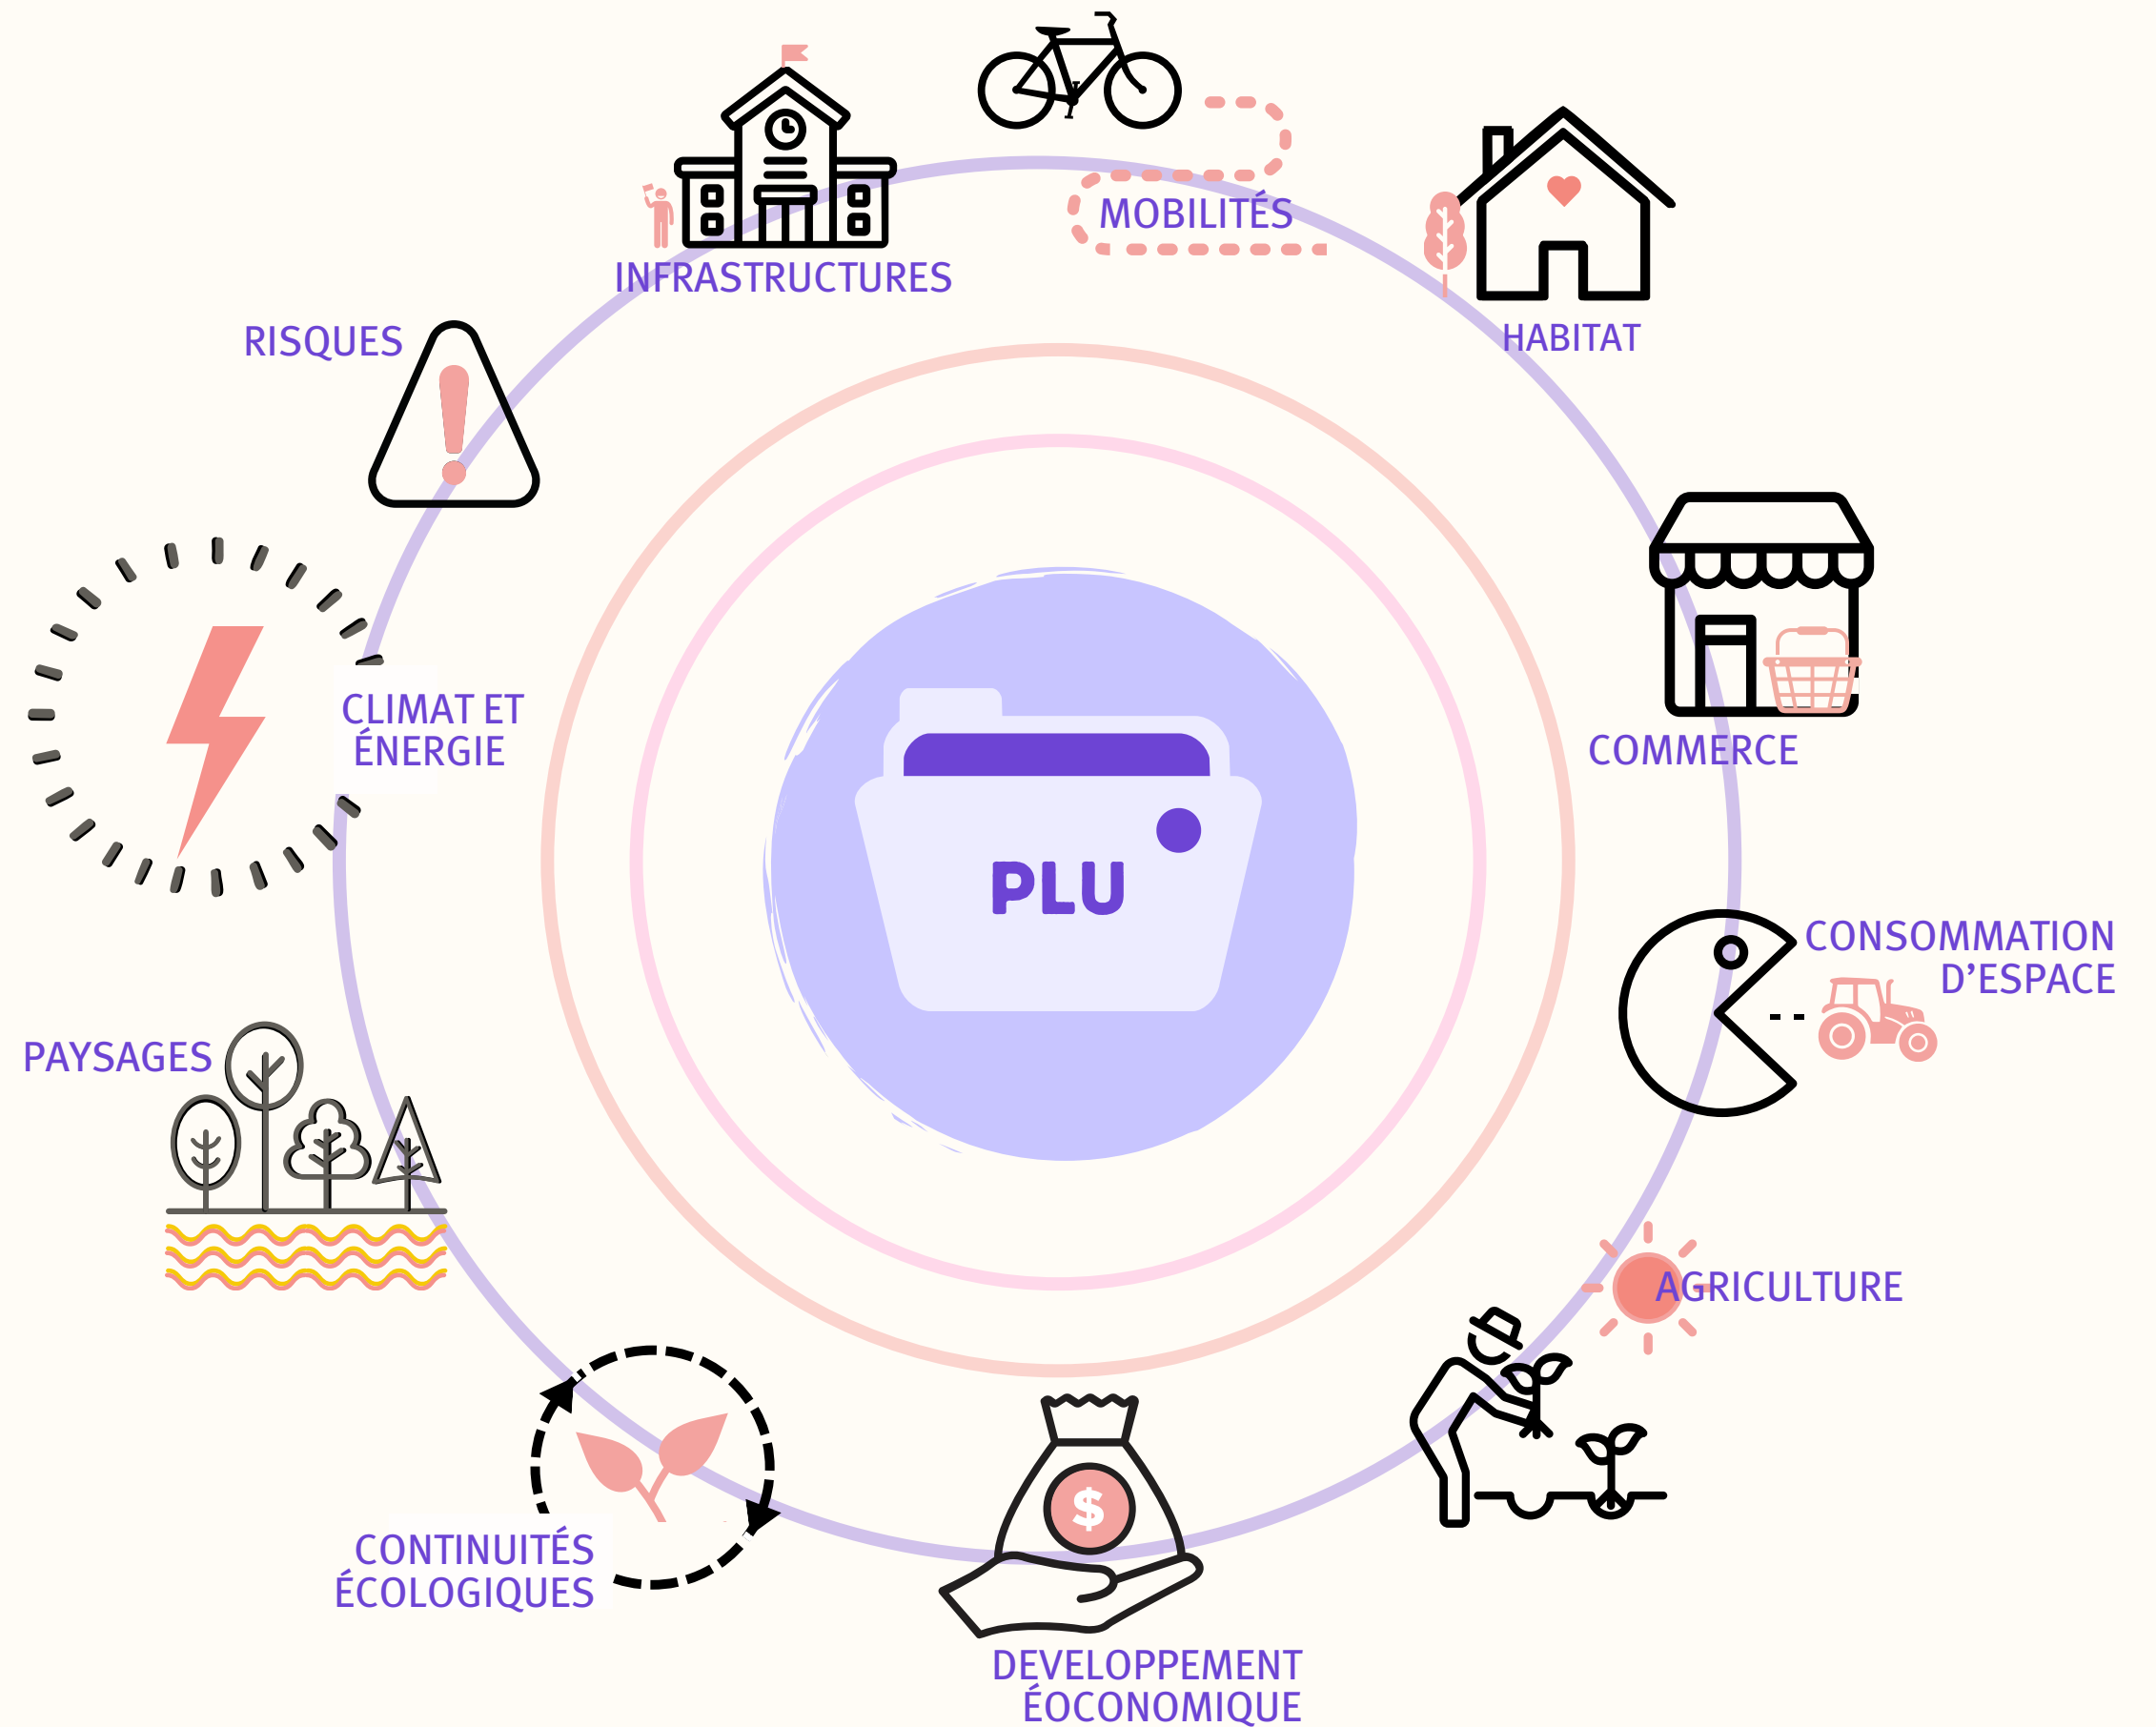 MOBILITÉS
INFRASTRUCTURES
HABITAT
RISQUES
COMMERCE
CLIMAT ET
ÉNERGIE
PLU
CONSOMMATION
D’ESPACE
PAYSAGES
AGRICULTURE
$
CONTINUITÉS
ÉCOLOGIQUES
DEVELOPPEMENT
ÉOCONOMIQUE